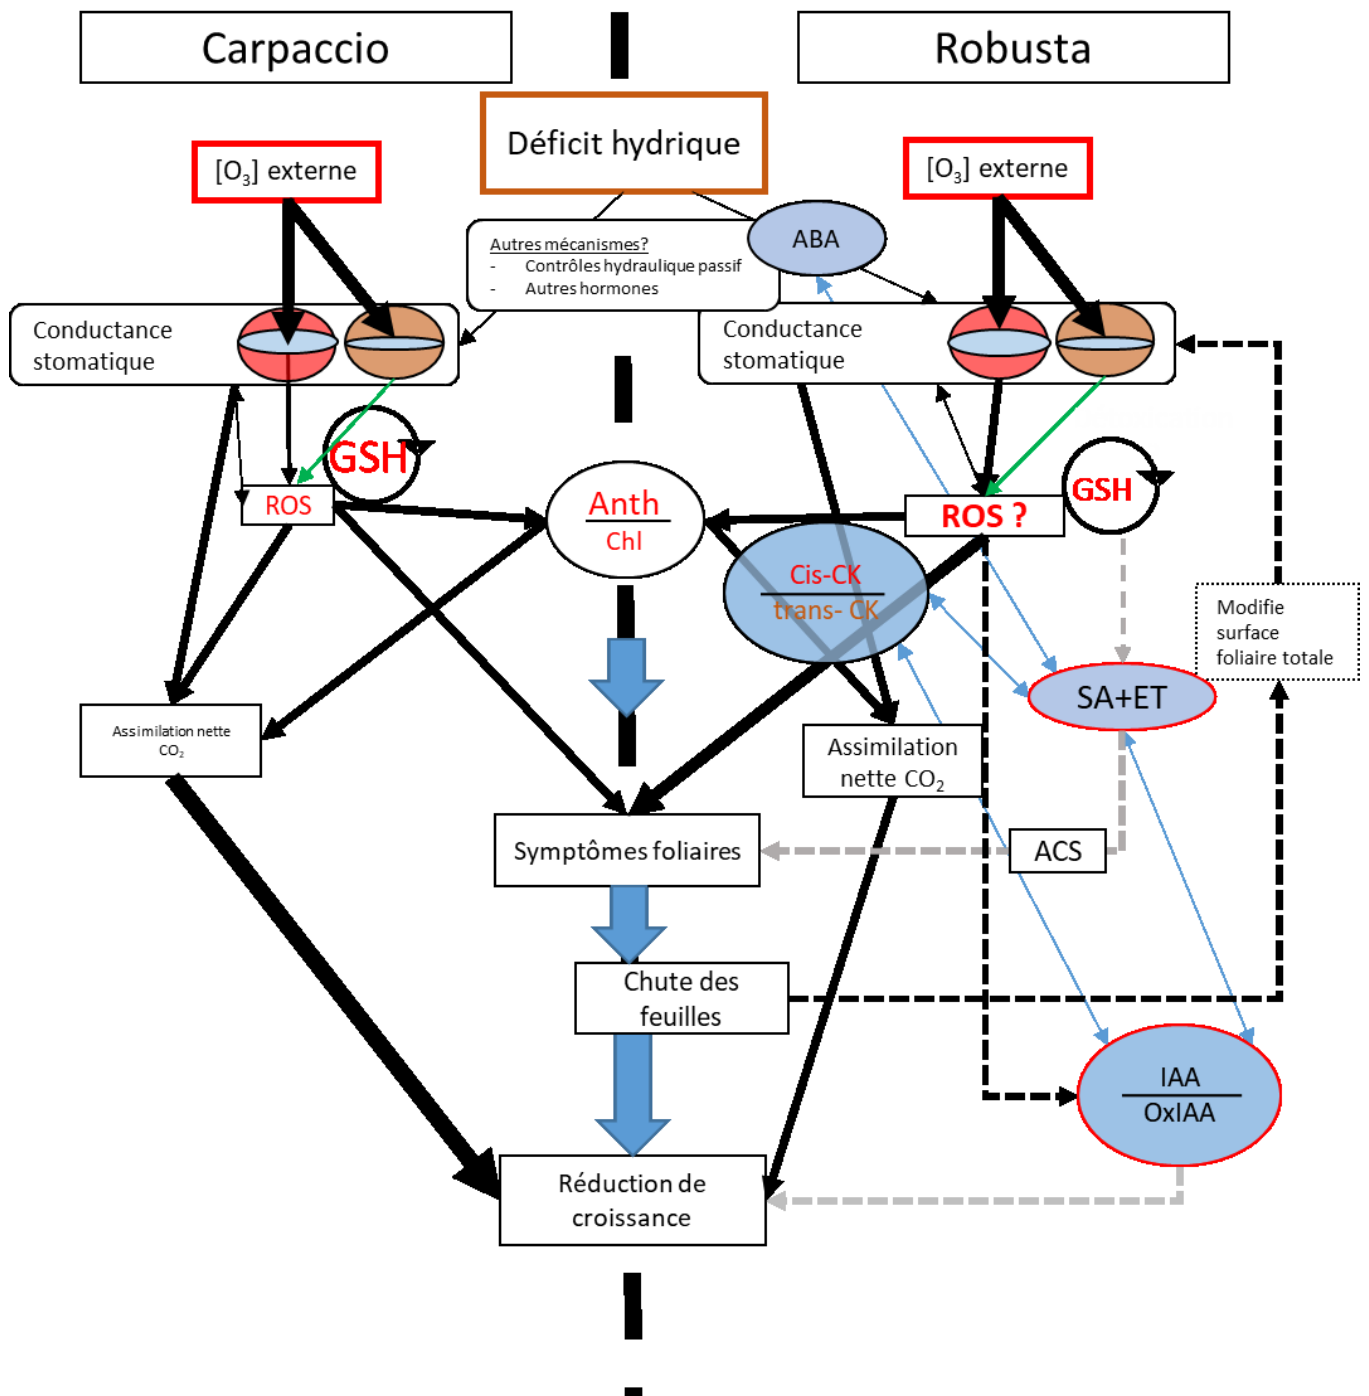 Carpaccio
Robusta
Déficit hydrique
[O₃] externe
[O₃] externe
ABA
Autres mécanismes?
- Contrôles hydraulique passif
- Autres hormones
Conductance
stomatique
Conductance
stomatique
GSH
ROS
Anth
Chl
ROS ?
GSH
Cis-CK
trans- CK
Modifie
surface
foliaire totale
SA+ET
Assimilation nette
CO₂
Assimilation
nette CO₂
Symptômes foliaires
ACS
Chute des
feuilles
IAA
OxIAA
Réduction de
croissance